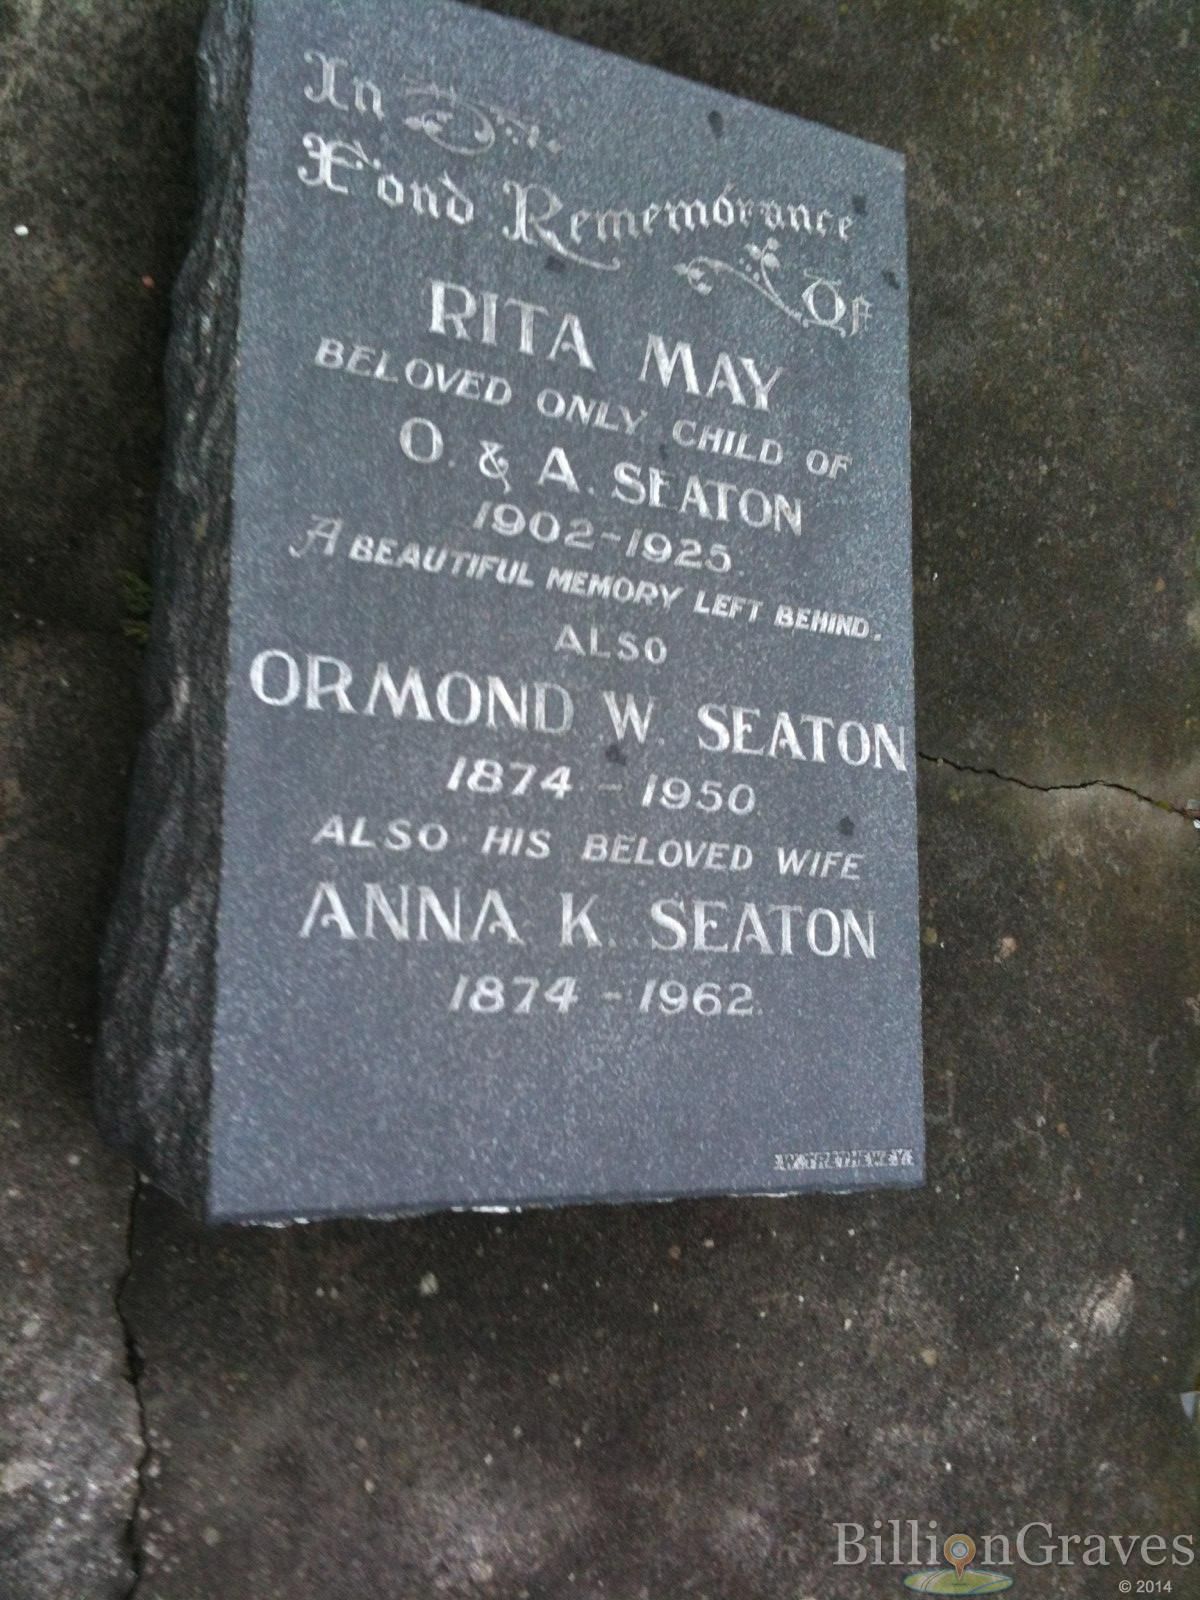 In
Fond Remembrance
Of
RITA MAY
BELOVED ONLY CHILD OF
O. & A. SEATON
1902-1925.
A BEAUTIFUL MEMORY LEFT BEHIND.
ALSO
ORMOND W. SEATON
1874 - 1950.
ALSO HIS BELOVED WIFE
ANNA K. SEATON
1874 - 1962.
W. TRETHEWEY.
BillionGraves
© 2014